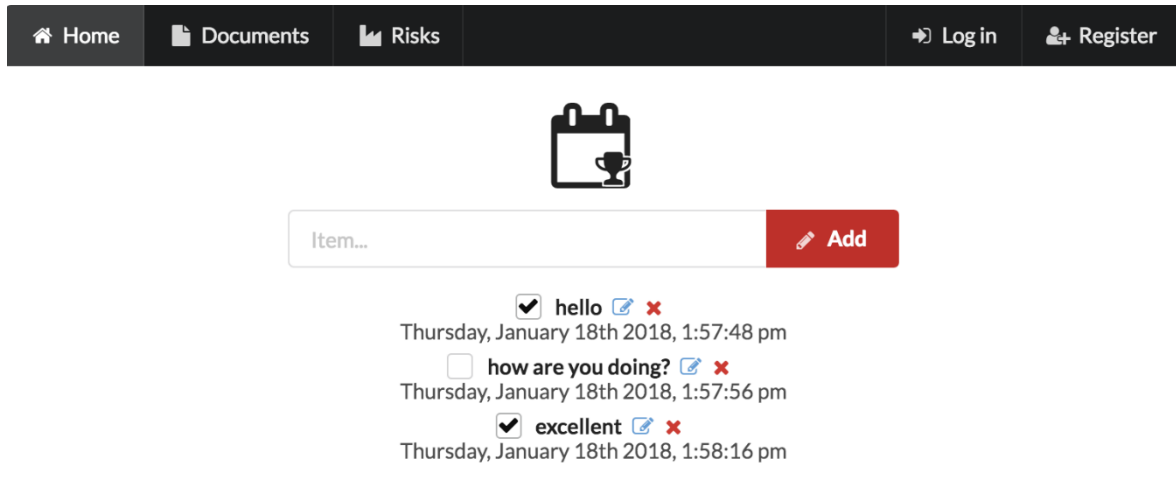 Home Documents Risks Log in Register
Item... Add
hello
Thursday, January 18th 2018, 1:57:48 pm
how are you doing?
Thursday, January 18th 2018, 1:57:56 pm
excellent
Thursday, January 18th 2018, 1:58:16 pm